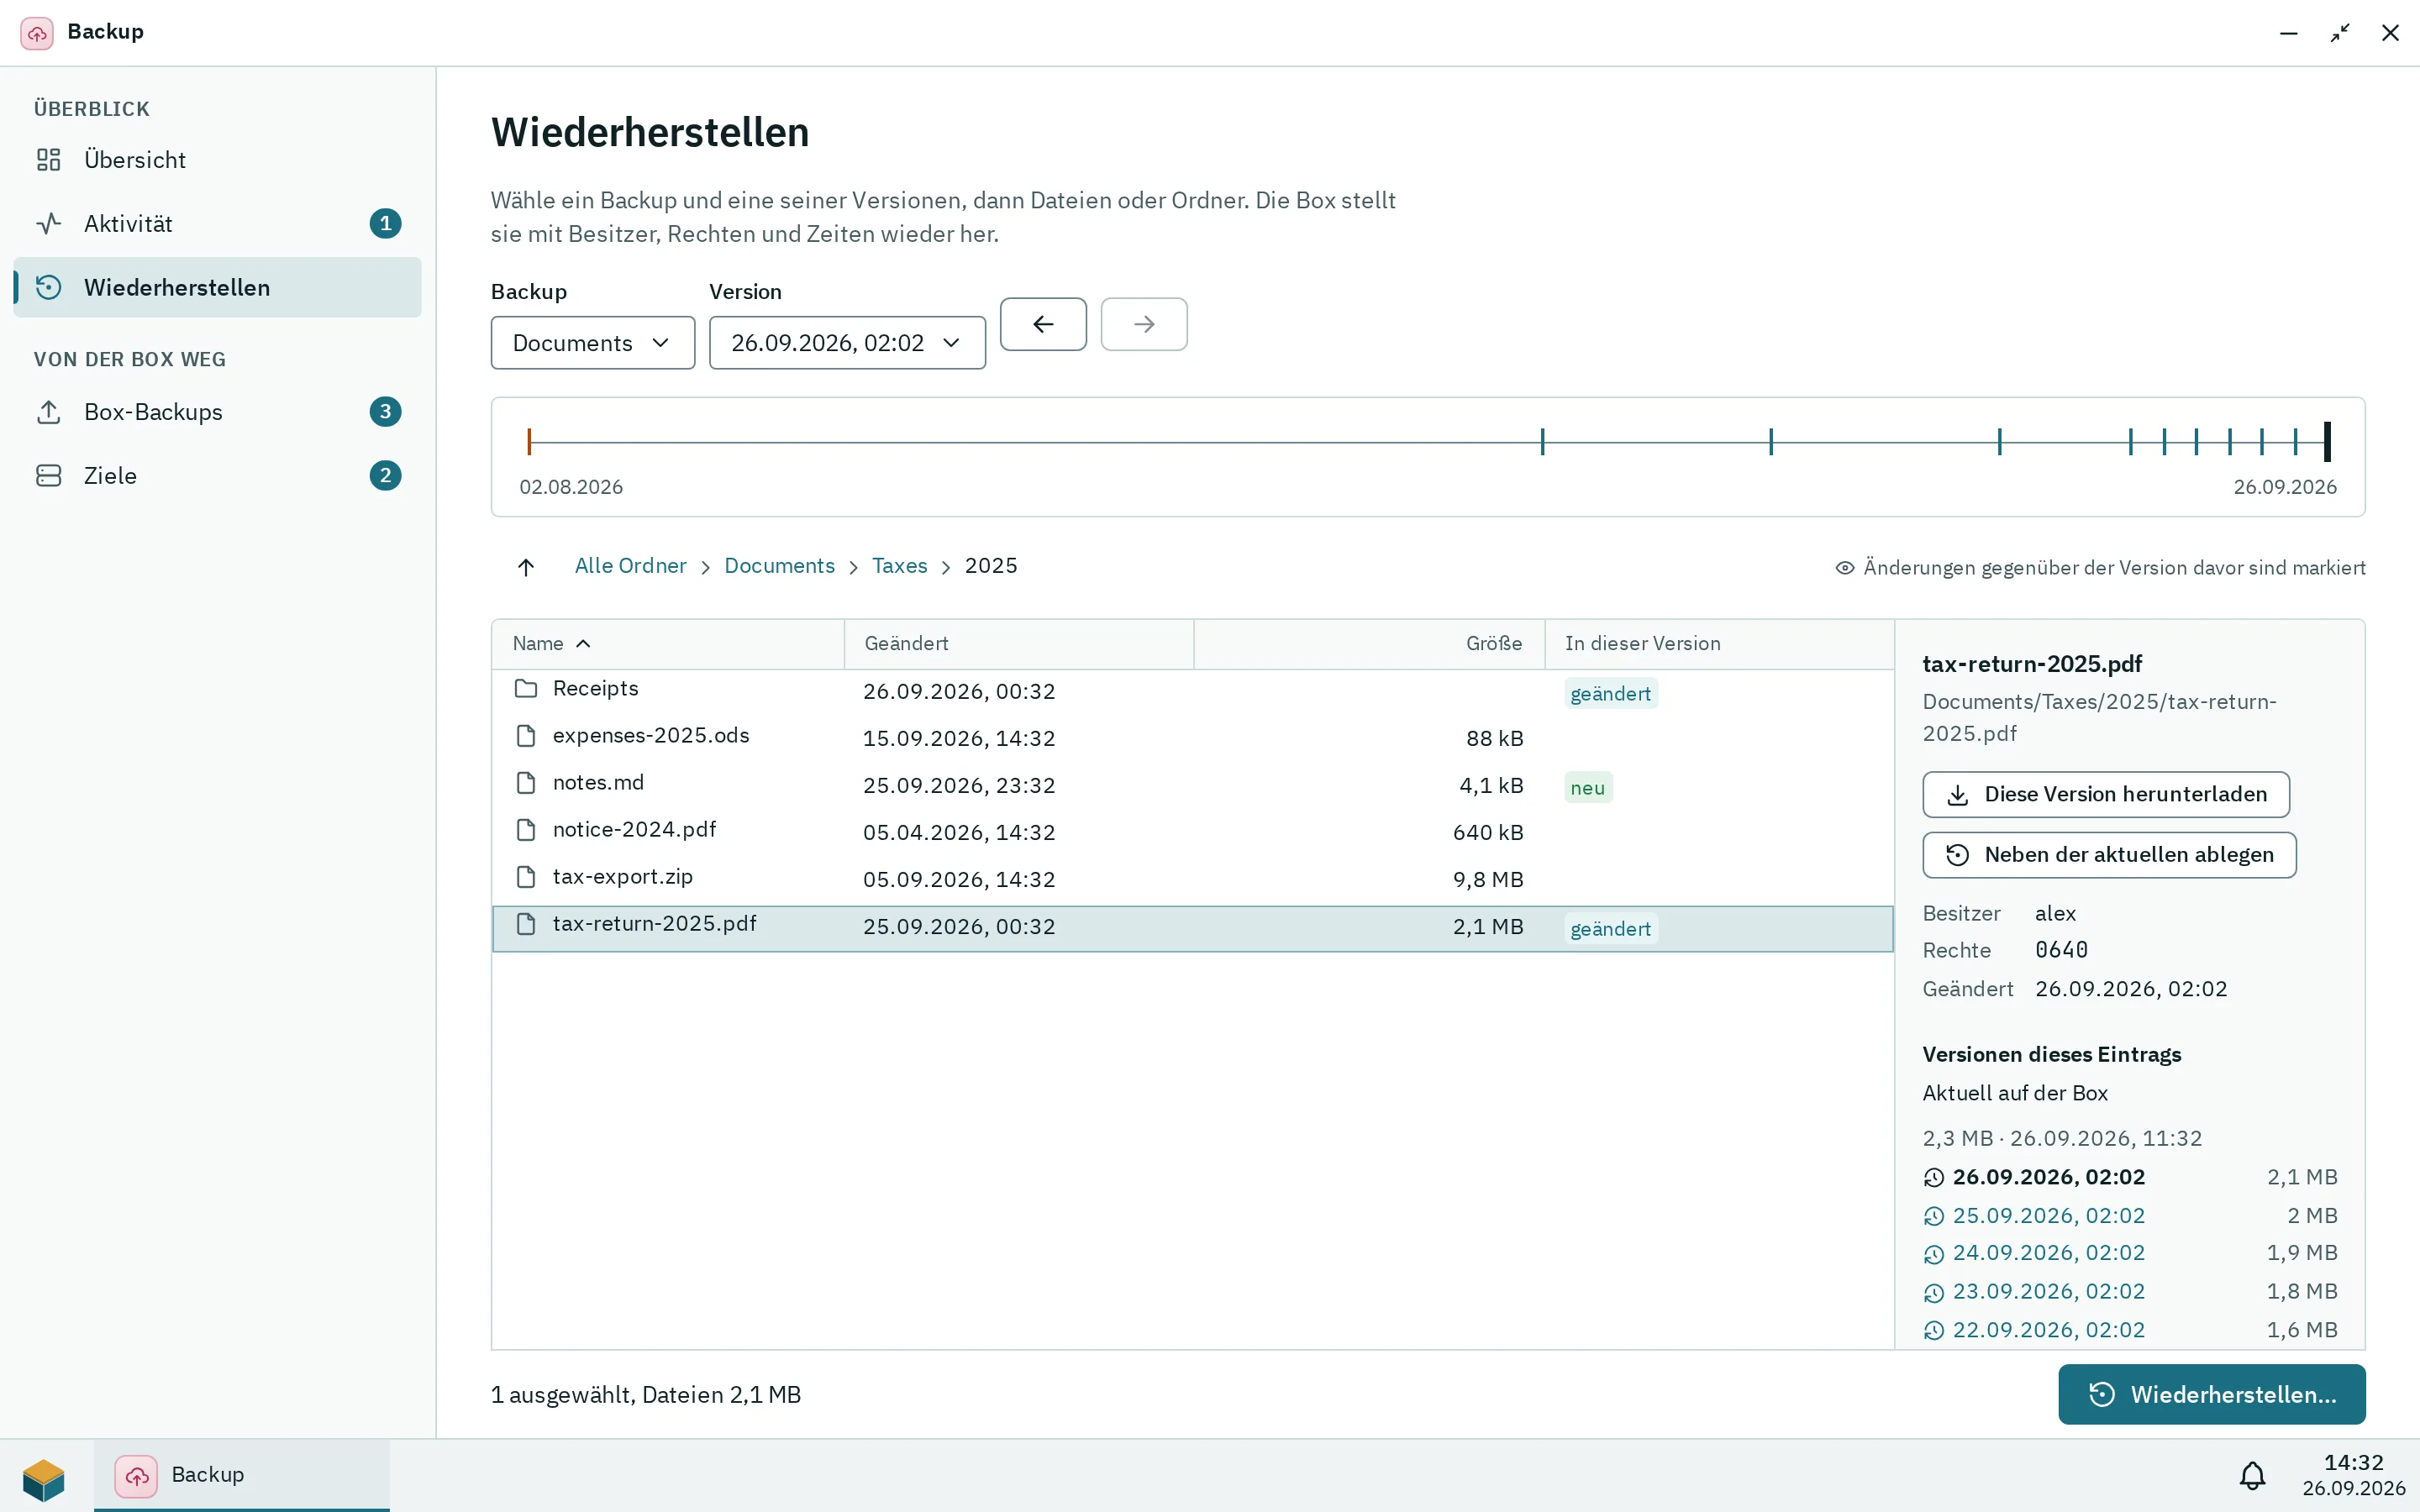 Backup
ÜBERBLICK
Übersicht
Aktivität 1
Wiederherstellen
VON DER BOX WEG
Box-Backups 3
Ziele 2
Wiederherstellen
Wähle ein Backup und eine seiner Versionen, dann Dateien oder Ordner. Die Box stellt
sie mit Besitzer, Rechten und Zeiten wieder her.
Backup Version
Documents 26.09.2026, 02:02
02.08.2026 26.09.2026
Alle Ordner Documents Taxes 2025 Änderungen gegenüber der Version davor sind markiert
Name Geändert Größe In dieser Version
Receipts 26.09.2026, 00:32 geändert
expenses-2025.ods 15.09.2026, 14:32 88 kB
notes.md 25.09.2026, 23:32 4,1 kB neu
notice-2024.pdf 05.04.2026, 14:32 640 kB
tax-export.zip 05.09.2026, 14:32 9,8 MB
tax-return-2025.pdf 25.09.2026, 00:32 2,1 MB geändert
tax-return-2025.pdf
Documents/Taxes/2025/tax-return-
2025.pdf
Diese Version herunterladen
Neben der aktuellen ablegen
Besitzer alex
Rechte 0640
Geändert 26.09.2026, 02:02
Versionen dieses Eintrags
Aktuell auf der Box
2,3 MB · 26.09.2026, 11:32
26.09.2026, 02:02 2,1 MB
25.09.2026, 02:02 2 MB
24.09.2026, 02:02 1,9 MB
23.09.2026, 02:02 1,8 MB
22.09.2026, 02:02 1,6 MB
1 ausgewählt, Dateien 2,1 MB
Wiederherstellen…
Backup
14:32
26.09.2026